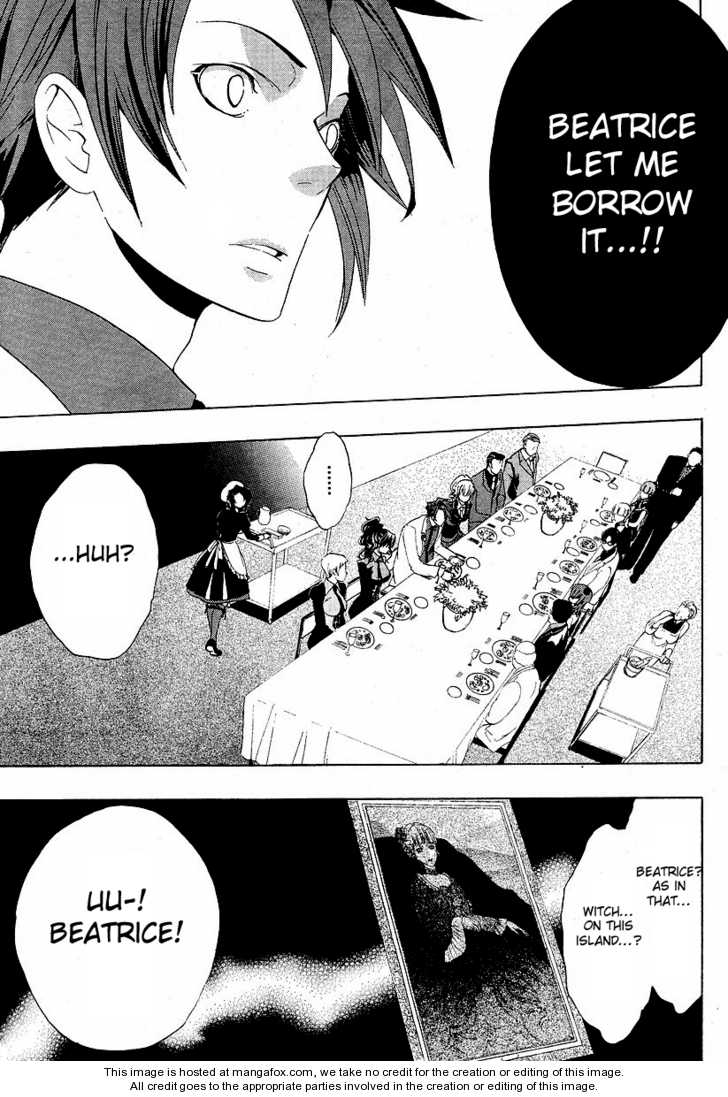 BEATRICE
LET ME
BORROW
IT...!!
......
...HUH?
BEATRICE?
AS IN
THAT...
WITCH...
ON THIS
ISLAND...?
UU-!
BEATRICE!
This image is hosted at mangafox.com, we take no credit for the creation or editing of this image.
All credit goes to the appropriate parties involved in the creation or editing of this image.